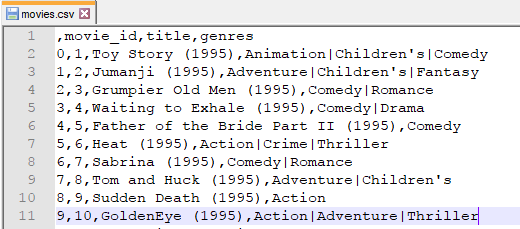 movies.csv
1 ,movie_id,title,genres
2 0,1,Toy Story (1995),Animation|Children's|Comedy
3 1,2,Jumanji (1995),Adventure|Children's|Fantasy
4 2,3,Grumpier Old Men (1995),Comedy|Romance
5 3,4,Waiting to Exhale (1995),Comedy|Drama
6 4,5,Father of the Bride Part II (1995),Comedy
7 5,6,Heat (1995),Action|Crime|Thriller
8 6,7,Sabrina (1995),Comedy|Romance
9 7,8,Tom and Huck (1995),Adventure|Children's
10 8,9,Sudden Death (1995),Action
11 9,10,GoldenEye (1995),Action|Adventure|Thriller